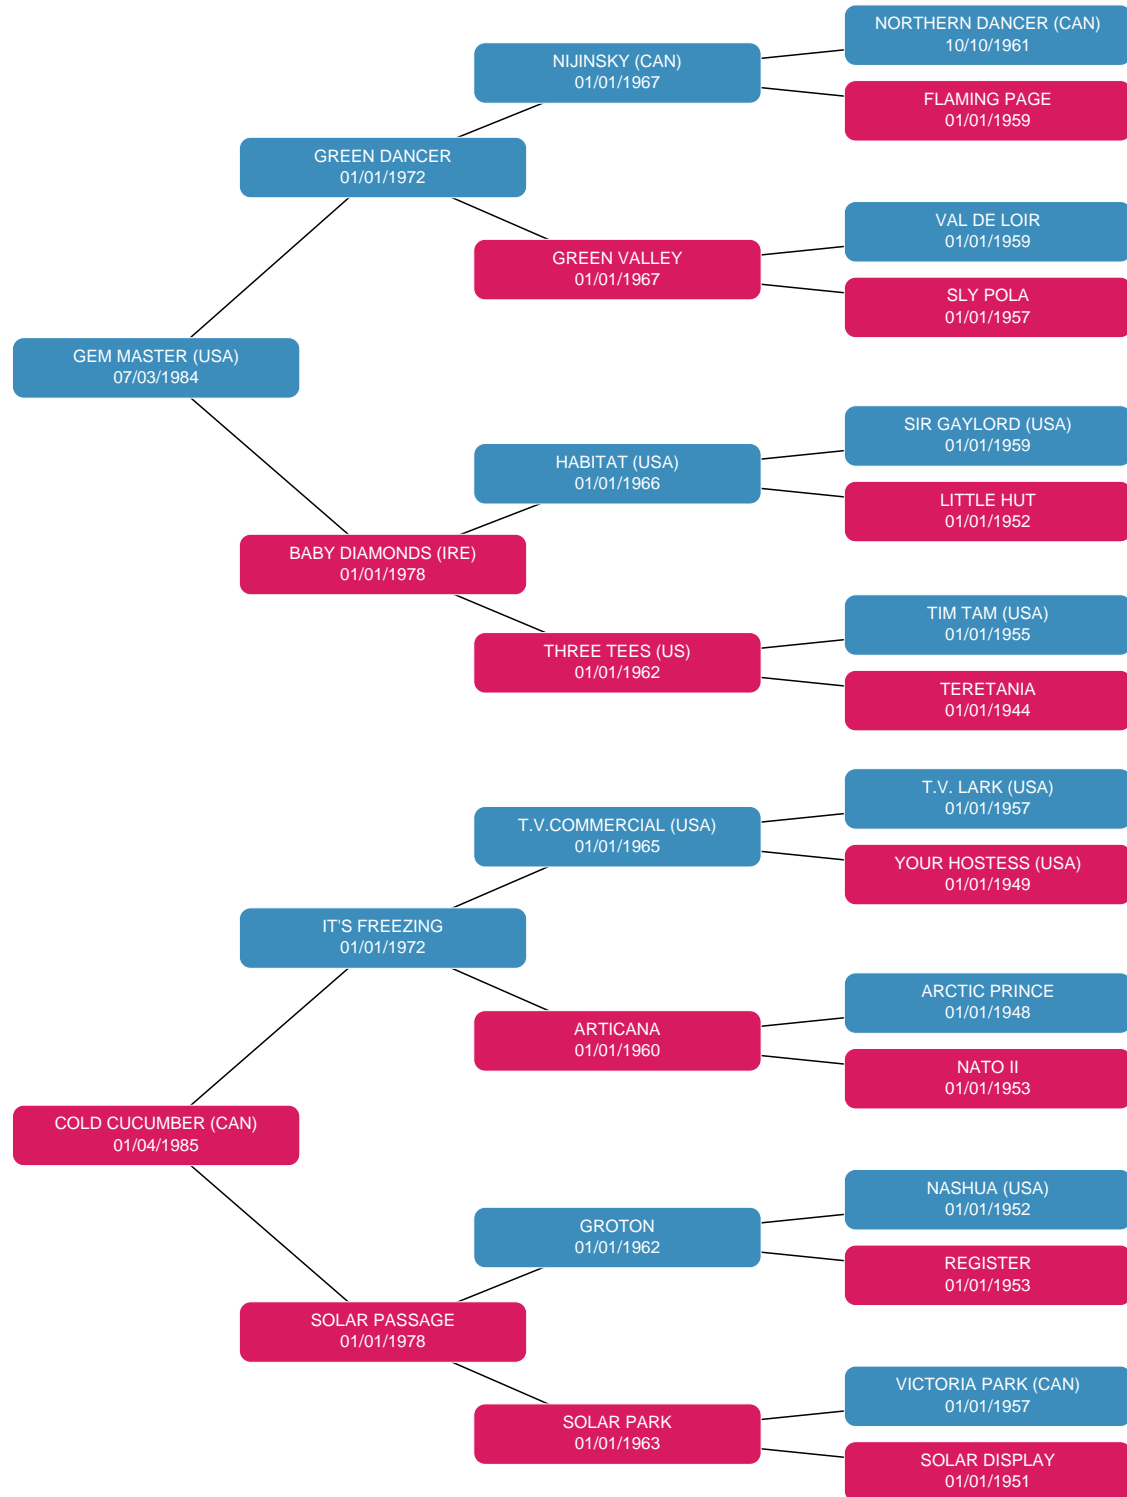 NORTHERN DANCER (CAN)
10/10/1961
NIJINSKY (CAN)
01/01/1967
FLAMING PAGE
01/01/1959
GREEN DANCER
01/01/1972
VAL DE LOIR
01/01/1959
GREEN VALLEY
01/01/1967
SLY POLA
01/01/1957
GEM MASTER (USA)
07/03/1984
SIR GAYLORD (USA)
01/01/1959
HABITAT (USA)
01/01/1966
LITTLE HUT
01/01/1952
BABY DIAMONDS (IRE)
01/01/1978
TIM TAM (USA)
01/01/1955
THREE TEES (US)
01/01/1962
TERETANIA
01/01/1944
T.V. LARK (USA)
01/01/1957
T.V.COMMERCIAL (USA)
01/01/1965
YOUR HOSTESS (USA)
01/01/1949
IT'S FREEZING
01/01/1972
ARCTIC PRINCE
01/01/1948
ARTICANA
01/01/1960
NATO II
01/01/1953
COLD CUCUMBER (CAN)
01/04/1985
NASHUA (USA)
01/01/1952
GROTON
01/01/1962
REGISTER
01/01/1953
SOLAR PASSAGE
01/01/1978
VICTORIA PARK (CAN)
01/01/1957
SOLAR PARK
01/01/1963
SOLAR DISPLAY
01/01/1951